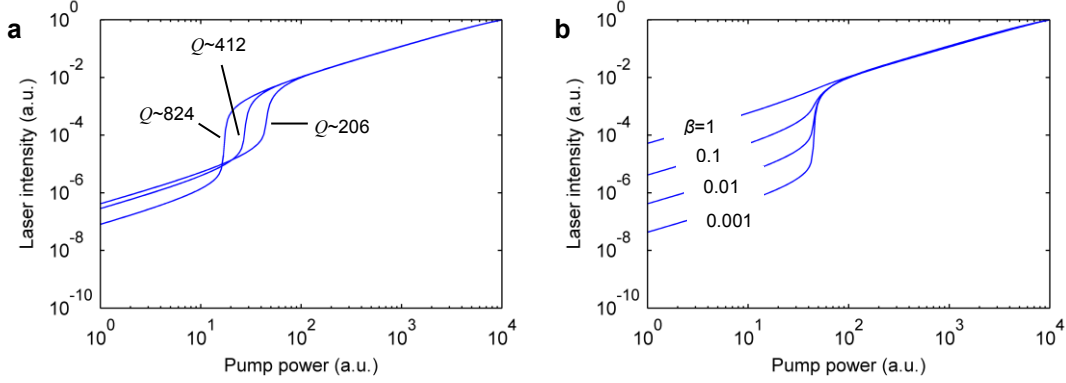 a
Q~412
Q~824
Q~206
Laser intensity (a.u.)
10^0
10^-2
10^-4
10^-6
10^-8
10^-10
10^0 10^1 10^2 10^3 10^4
Pump power (a.u.)
b
β=1
0.1
0.01
0.001
Laser intensity (a.u.)
10^0
10^-2
10^-4
10^-6
10^-8
10^-10
10^0 10^1 10^2 10^3 10^4
Pump power (a.u.)